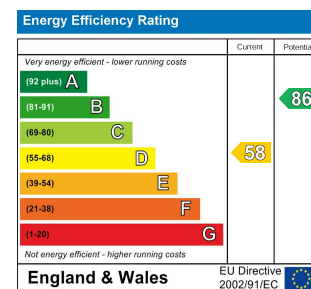 Energy Efficiency Rating
Current Potentia
Very energy efficient - lower running costs
(92 plus) A
(81-91) B
(69-80) C
(55-68) D
(39-54) E
(21-38) F
(1-20) G
58
86
Not energy efficient - higher running costs
England & Wales
EU Directive
2002/91/EC